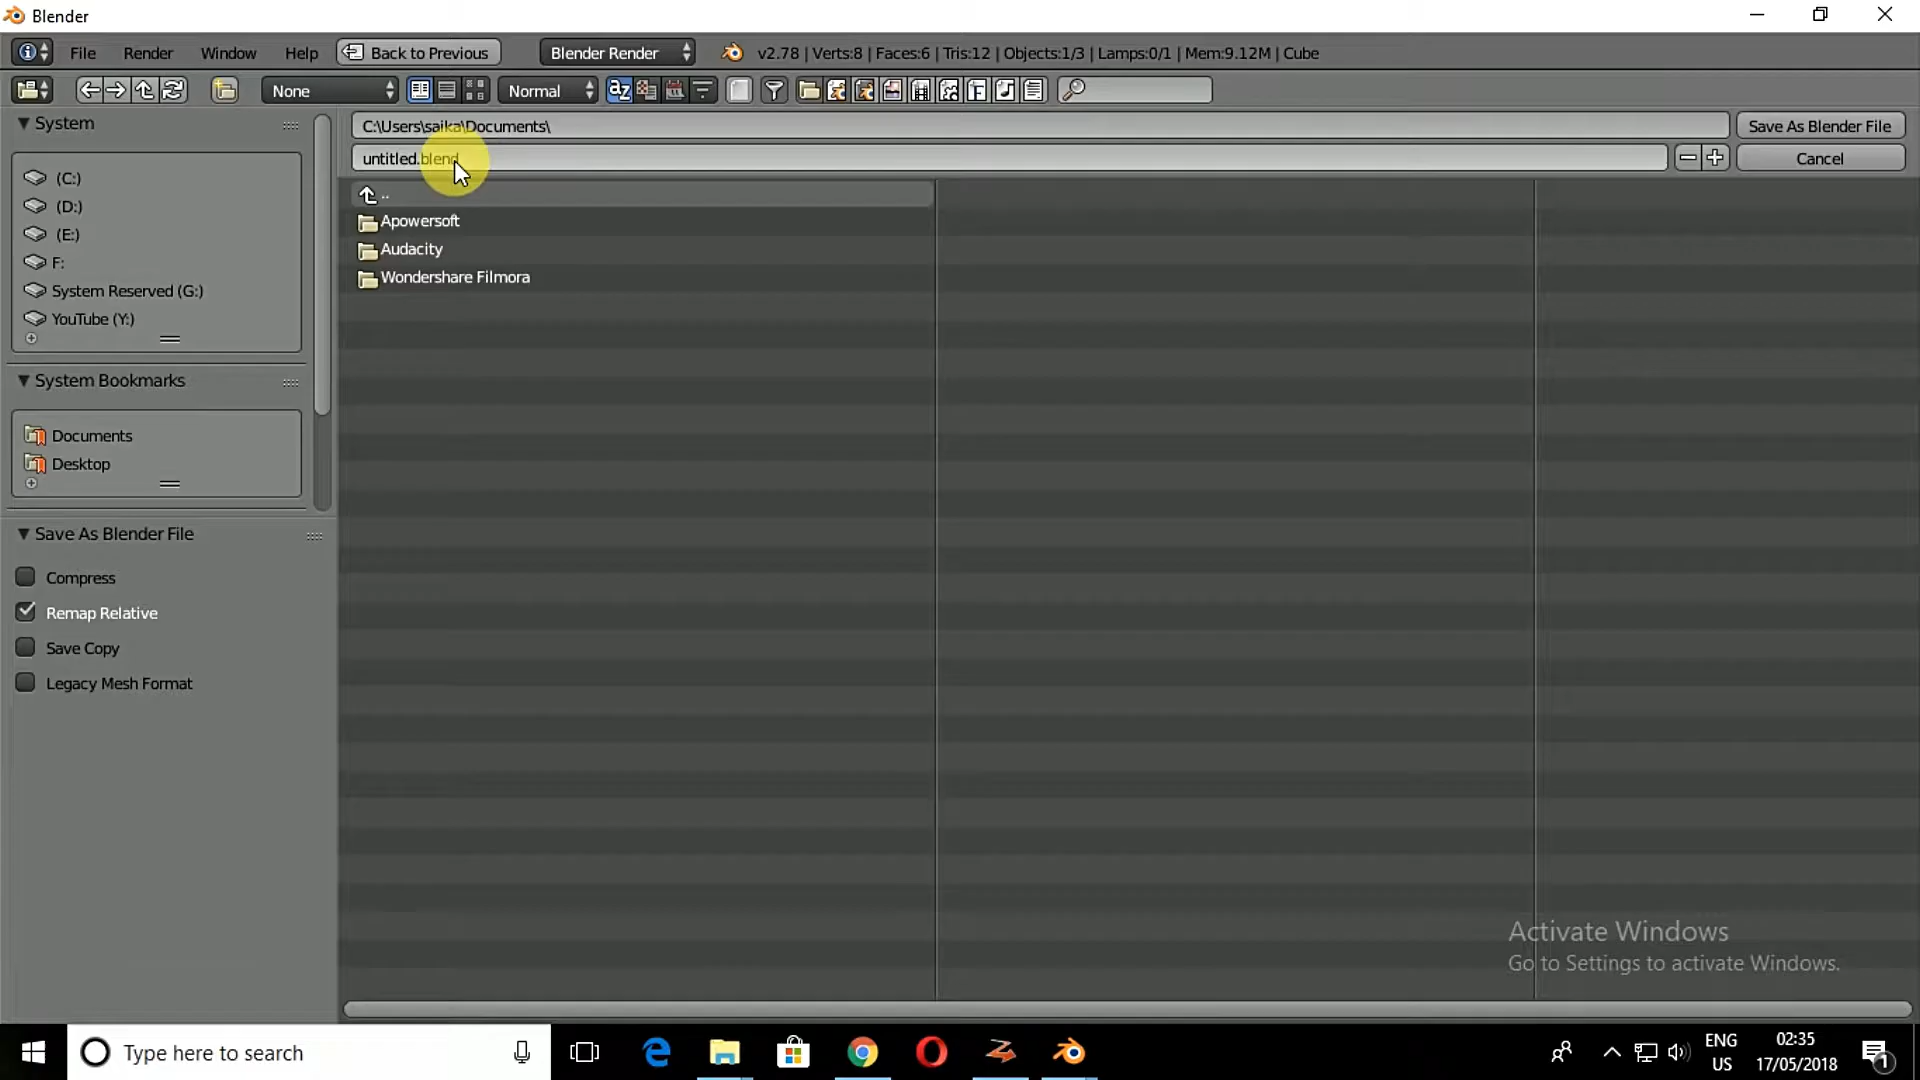 Blender
File Render Window Help Back to Previous Blender Render v2.78 | Verts:8 | Faces:6 | Tris:12 | Objects:1/3 | Lamps:0/1 | Mem:9.12M | Cube
None Normal
System
C:\Users\saika\Documents\ Save As Blender File
untitled.blend Cancel
(C:)
(D:)
(E:)
F:
System Reserved (G:)
YouTube (Y:)
..
Apowersoft
Audacity
Wondershare Filmora
System Bookmarks
Documents
Desktop
Save As Blender File
Compress
Remap Relative
Save Copy
Legacy Mesh Format
Activate Windows
Go to Settings to activate Windows.
Type here to search
ENG
US
02:35
17/05/2018
1